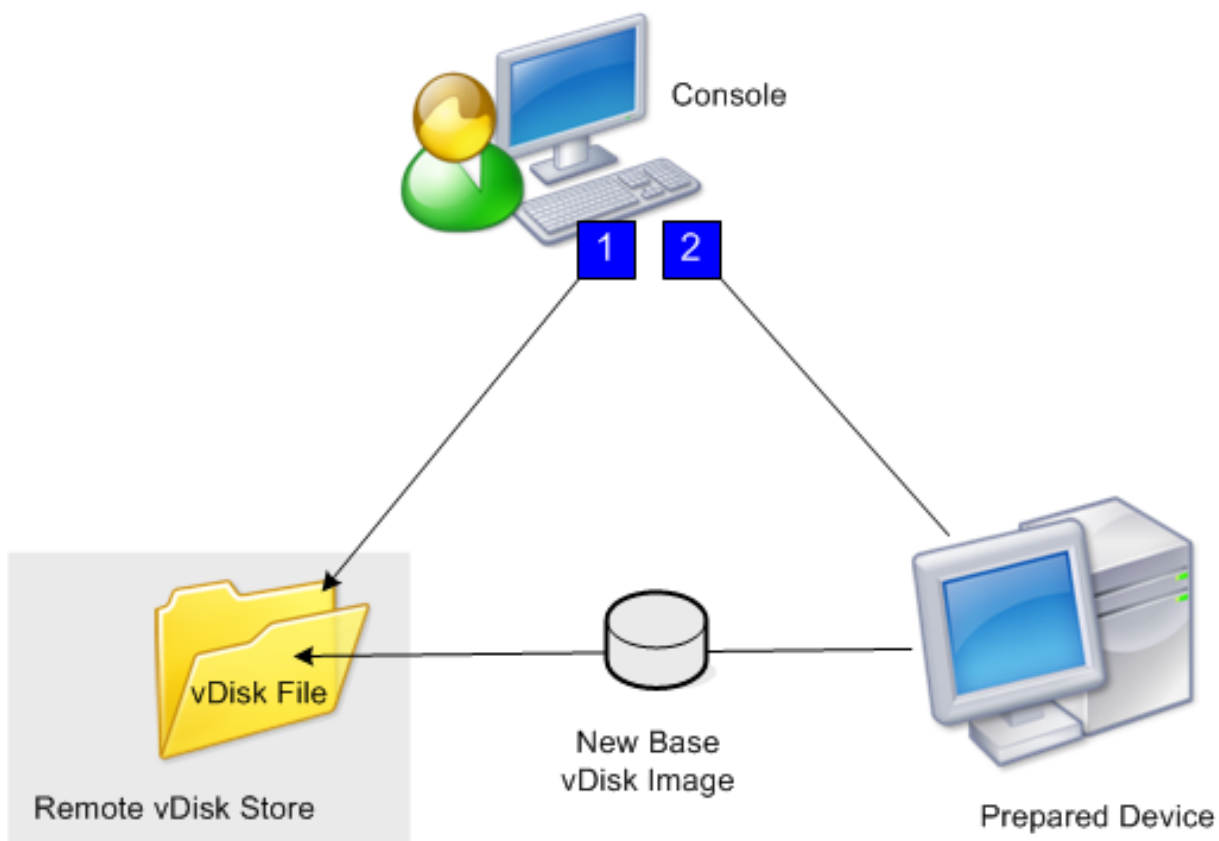 Console
1 2
vDisk File
New Base
vDisk Image
Remote vDisk Store
Prepared Device